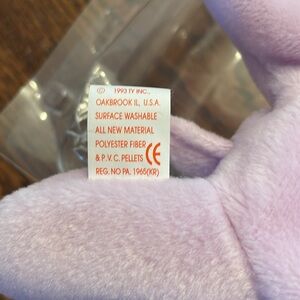 © 1993 TY INC.,
OAKBROOK IL, U.S.A.
SURFACE WASHABLE
ALL NEW MATERIAL
POLYESTER FIBER
& P.V.C. PELLETS CE
REG. NO PA. 1965(KR)